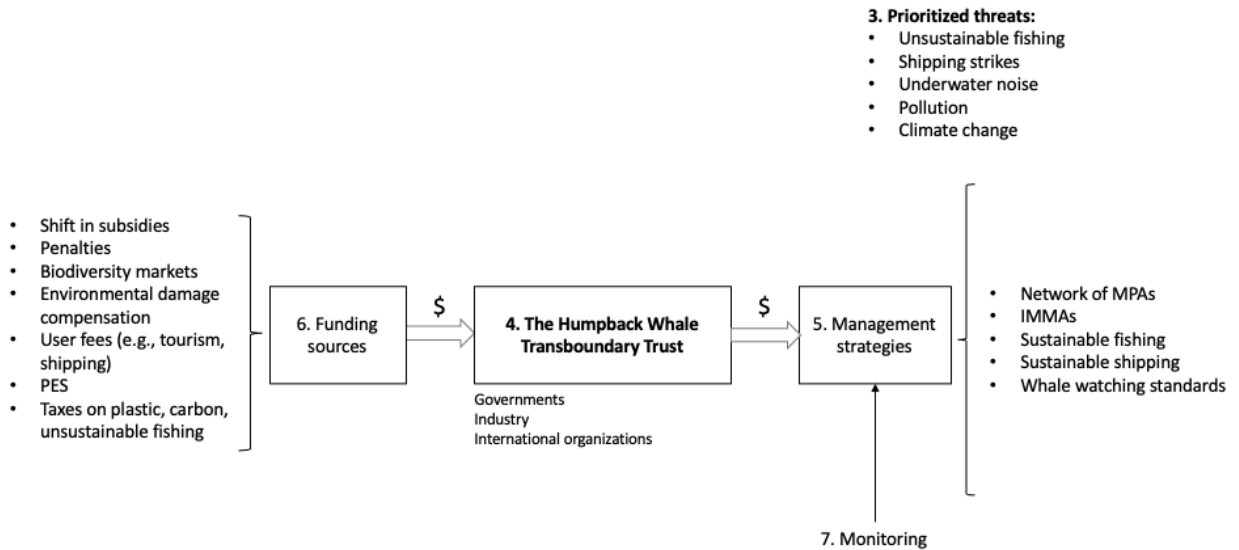 3. Prioritized threats:
• Unsustainable fishing
• Shipping strikes
• Underwater noise
• Pollution
• Climate change
• Shift in subsidies
• Penalties
• Biodiversity markets
• Environmental damage
compensation
• User fees (e.g., tourism,
shipping)
• PES
• Taxes on plastic, carbon,
unsustainable fishing
6. Funding
sources
$
4. The Humpback Whale
Transboundary Trust
Governments
Industry
International organizations
$
5. Management
strategies
• Network of MPAs
• IMMAs
• Sustainable fishing
• Sustainable shipping
• Whale watching standards
7. Monitoring